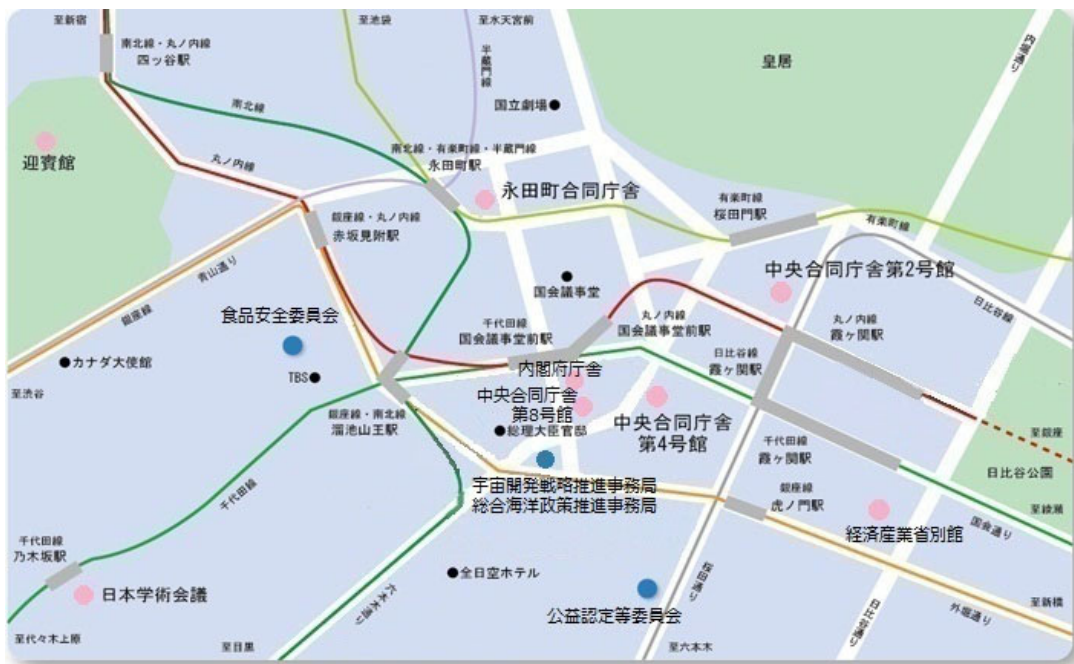 至新宿
至池袋
至水天宮前
内堀通り
南北線・丸ノ内線
四ッ谷駅
半蔵門線
皇居
南北線
国立劇場
迎賓館
丸ノ内線
南北線・有楽町線・半蔵門線
永田町駅
永田町合同庁舎
有楽町線
桜田門駅
有楽町線
銀座線・丸ノ内線
赤坂見附駅
青山通り
中央合同庁舎第2号館
国会議事堂
日比谷線
銀座線
食品安全委員会
千代田線
国会議事堂前駅
丸ノ内線
国会議事堂前駅
丸ノ内線
霞ヶ関駅
日比谷線
霞ヶ関駅
カナダ大使館
内閣府庁舎
TBS
至渋谷
中央合同庁舎
第8号館
中央合同庁舎
第4号館
銀座線・南北線
溜池山王駅
総理大臣官邸
至銀座
千代田線
霞ヶ関駅
日比谷公園
宇宙開発戦略推進事務局
総合海洋政策推進事務局
千代田線
銀座線
虎ノ門駅
経済産業省別館
国会通り
至綾瀬
千代田線
乃木坂駅
日本学術会議
全日空ホテル
六本木通り
桜田通り
公益認定等委員会
日比谷通り
外堀通り
至新橋
至代々木上原
至目黒
至六本木